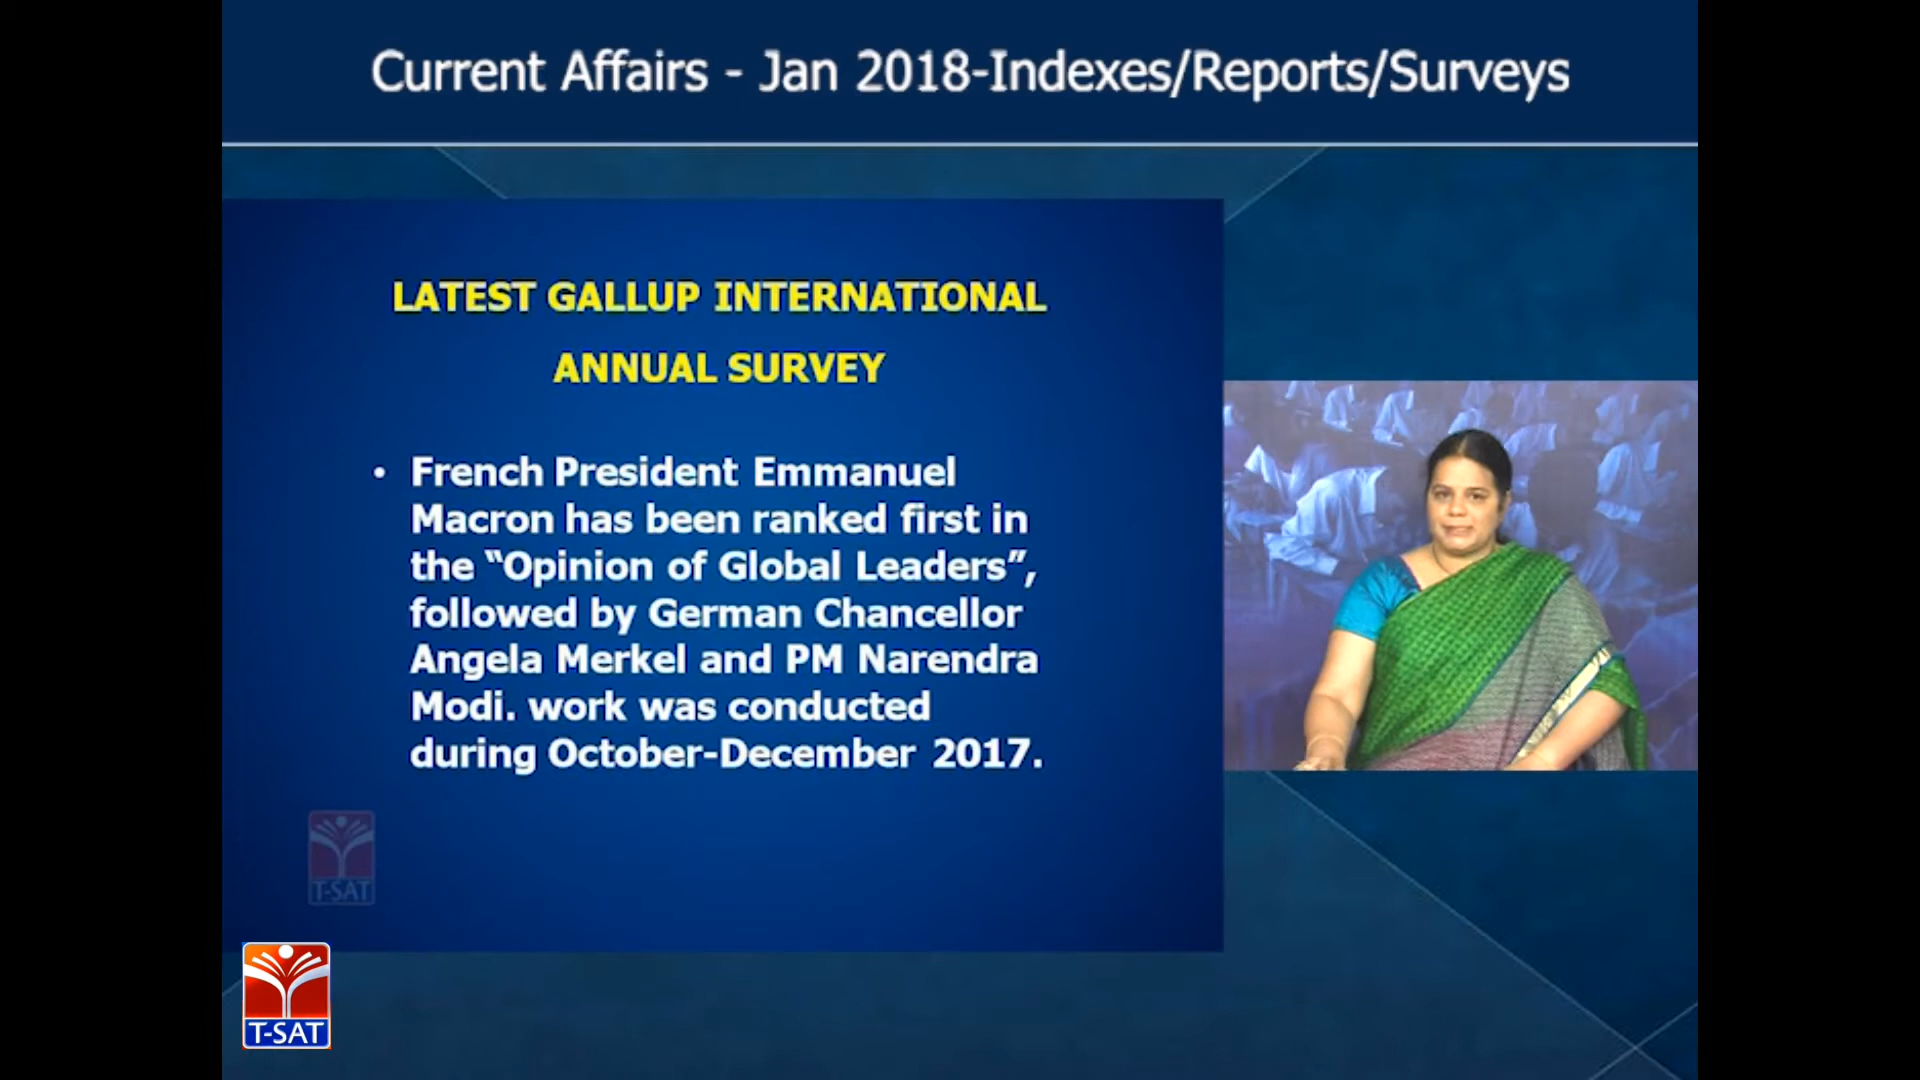 Current Affairs - Jan 2018-Indexes/Reports/Surveys
LATEST GALLUP INTERNATIONAL
ANNUAL SURVEY
• French President Emmanuel
Macron has been ranked first in
the “Opinion of Global Leaders”,
followed by German Chancellor
Angela Merkel and PM Narendra
Modi. work was conducted
during October-December 2017.
T-SAT
T-SAT